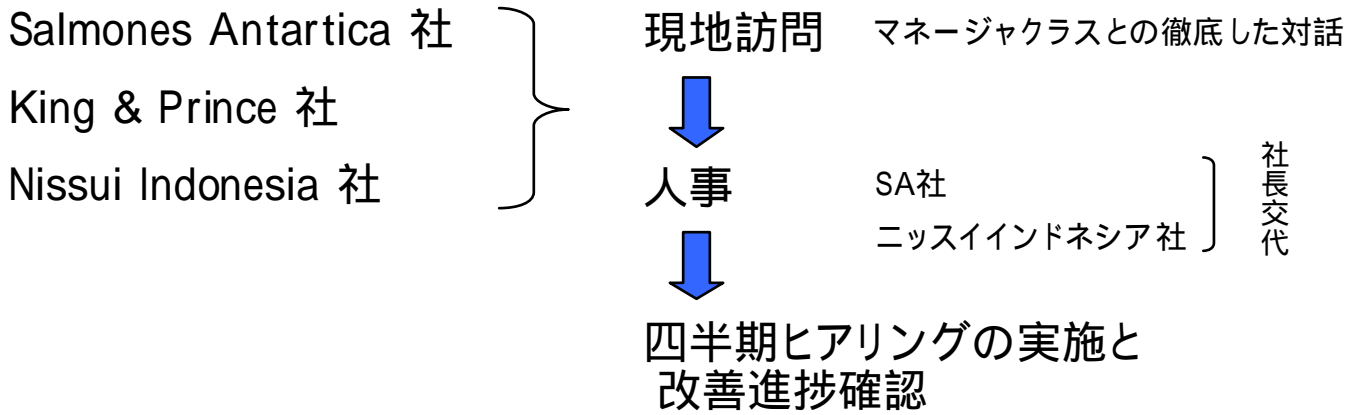 Salmones Antartica 社
King & Prince 社
Nissui Indonesia 社
現地訪問 マネージャクラスとの徹底した対話
人事 SA社
ニッスイインドネシア社
社長交代
四半期ヒアリングの実施と
改善進捗確認